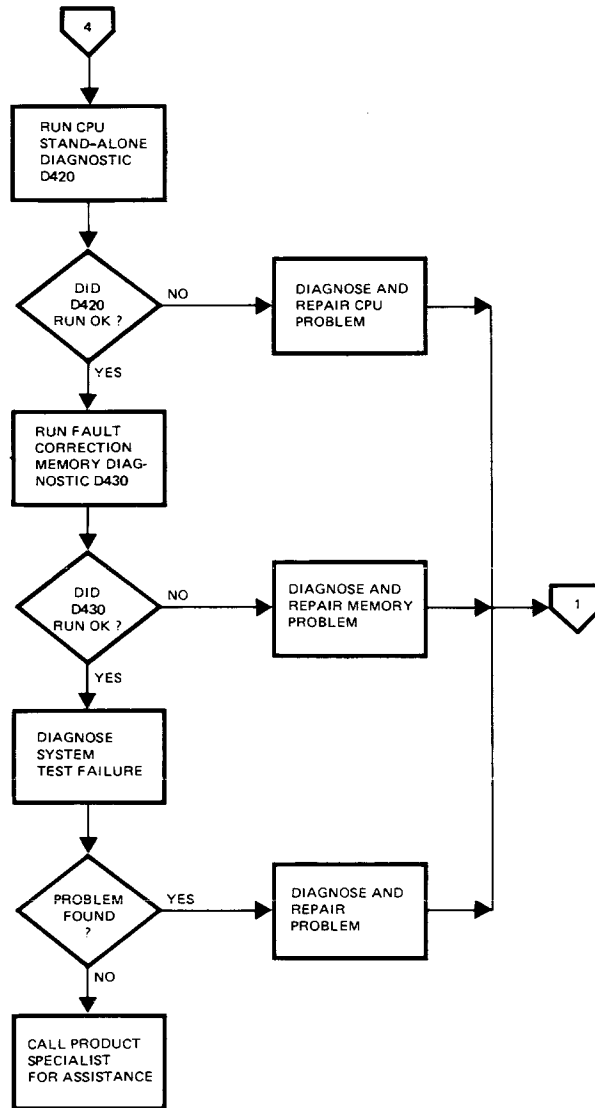 4
RUN CPU
STAND-ALONE
DIAGNOSTIC
D420
DID
D420
RUN OK ?
NO
DIAGNOSE AND
REPAIR CPU
PROBLEM
YES
RUN FAULT
CORRECTION
MEMORY DIAG-
NOSTIC D430
DID
D430
RUN OK ?
NO
DIAGNOSE AND
REPAIR MEMORY
PROBLEM
1
YES
DIAGNOSE
SYSTEM
TEST FAILURE
PROBLEM
FOUND
?
YES
DIAGNOSE AND
REPAIR
PROBLEM
NO
CALL PRODUCT
SPECIALIST
FOR ASSISTANCE